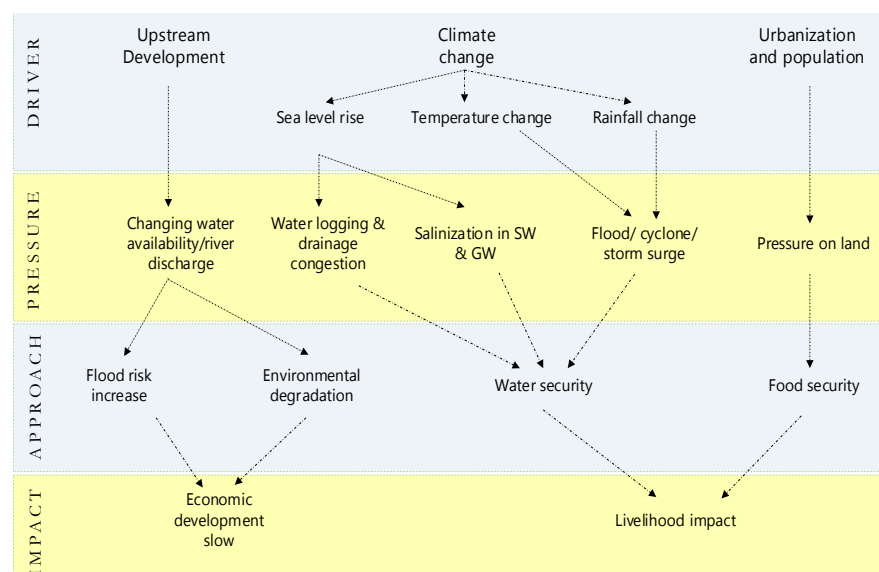 DRIVER
Upstream
Development
Climate
change
Urbanization
and population
Sea level rise
Temperature change
Rainfall change
PRESSURE
Changing water
availability/river
discharge
Water logging &
drainage
congestion
Salinization in SW
& GW
Flood/ cyclone/
storm surge
Pressure on land
APPROACH
Flood risk
increase
Environmental
degradation
Water security
Food security
IMPACT
Economic
development
slow
Livelihood impact